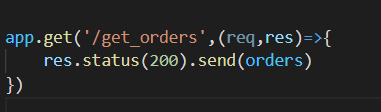 app.get('/get_orders',(req,res)=>{
    res.status(200).send(orders)
})